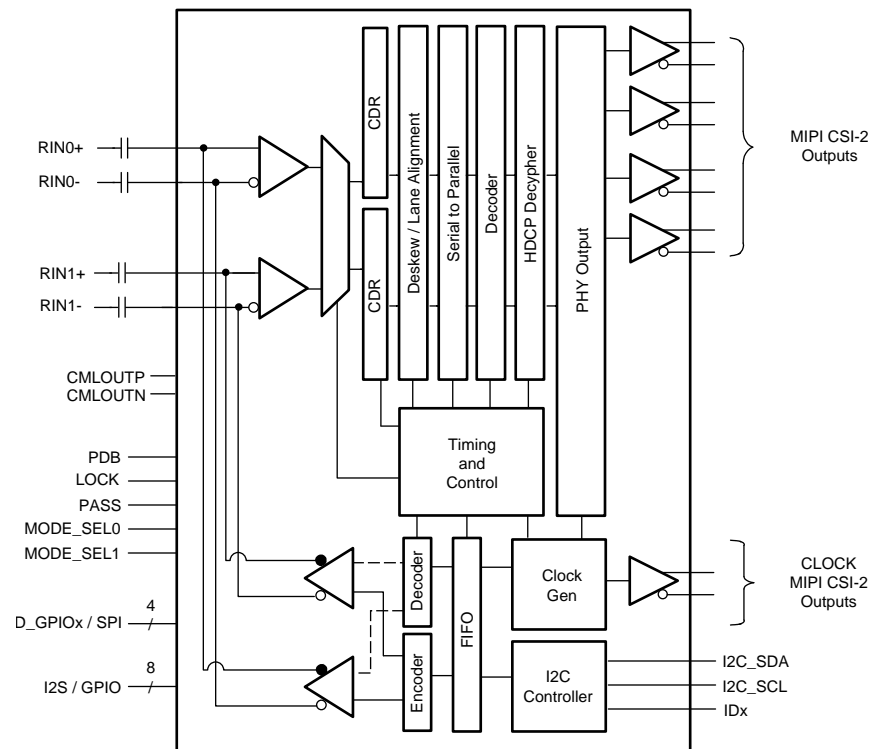 RIN0+
RIN0-
RIN1+
RIN1-
CMLOUTP
CMLOUTN
PDB
LOCK
PASS
MODE_SEL0
MODE_SEL1
D_GPIOx / SPI
4
I2S / GPIO
8
CDR
CDR
Deskew / Lane Alignment
Serial to Parallel
Decoder
HDCP Decypher
PHY Output
Timing
and
Control
Decoder
Encoder
FIFO
Clock
Gen
I2C
Controller
MIPI CSI-2
Outputs
CLOCK
MIPI CSI-2
Outputs
I2C_SDA
I2C_SCL
IDx